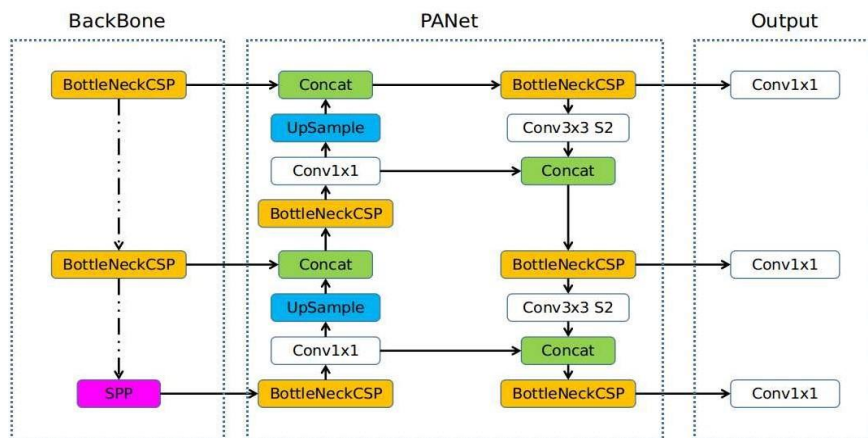 BackBone
PANet
Output
BottleNeckCSP
Concat
BottleNeckCSP
Conv1x1
UpSample
Conv3x3 S2
Conv1x1
Concat
BottleNeckCSP
BottleNeckCSP
Concat
BottleNeckCSP
Conv1x1
UpSample
Conv3x3 S2
Conv1x1
Concat
SPP
BottleNeckCSP
BottleNeckCSP
Conv1x1